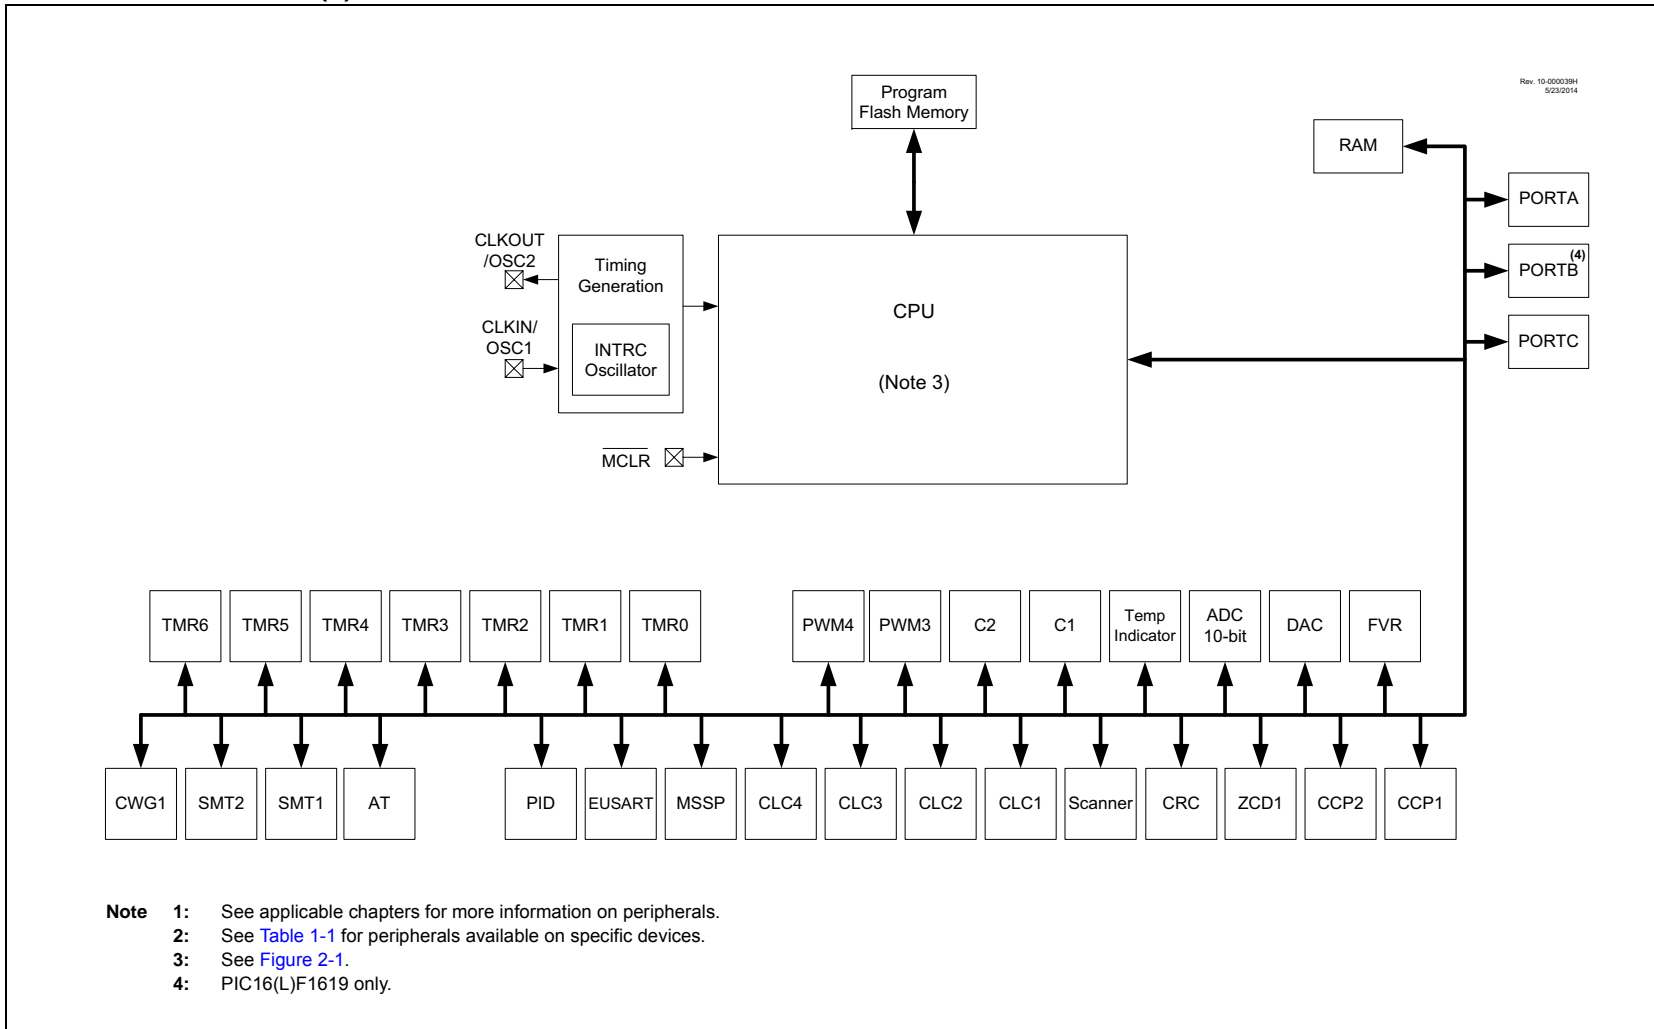 Rev. 10-000039H
5/23/2014
Program
Flash Memory
RAM
PORTA
PORTB(4)
PORTC
CLKOUT
/OSC2
Timing
Generation
CLKIN/
OSC1
INTRC
Oscillator
CPU
(Note 3)
MCLR
TMR6
TMR5
TMR4
TMR3
TMR2
TMR1
TMR0
PWM4
PWM3
C2
C1
Temp
Indicator
ADC
10-bit
DAC
FVR
CWG1
SMT2
SMT1
AT
PID
EUSART
MSSP
CLC4
CLC3
CLC2
CLC1
Scanner
CRC
ZCD1
CCP2
CCP1
Note 1: See applicable chapters for more information on peripherals.
2: See Table 1-1 for peripherals available on specific devices.
3: See Figure 2-1.
4: PIC16(L)F1619 only.